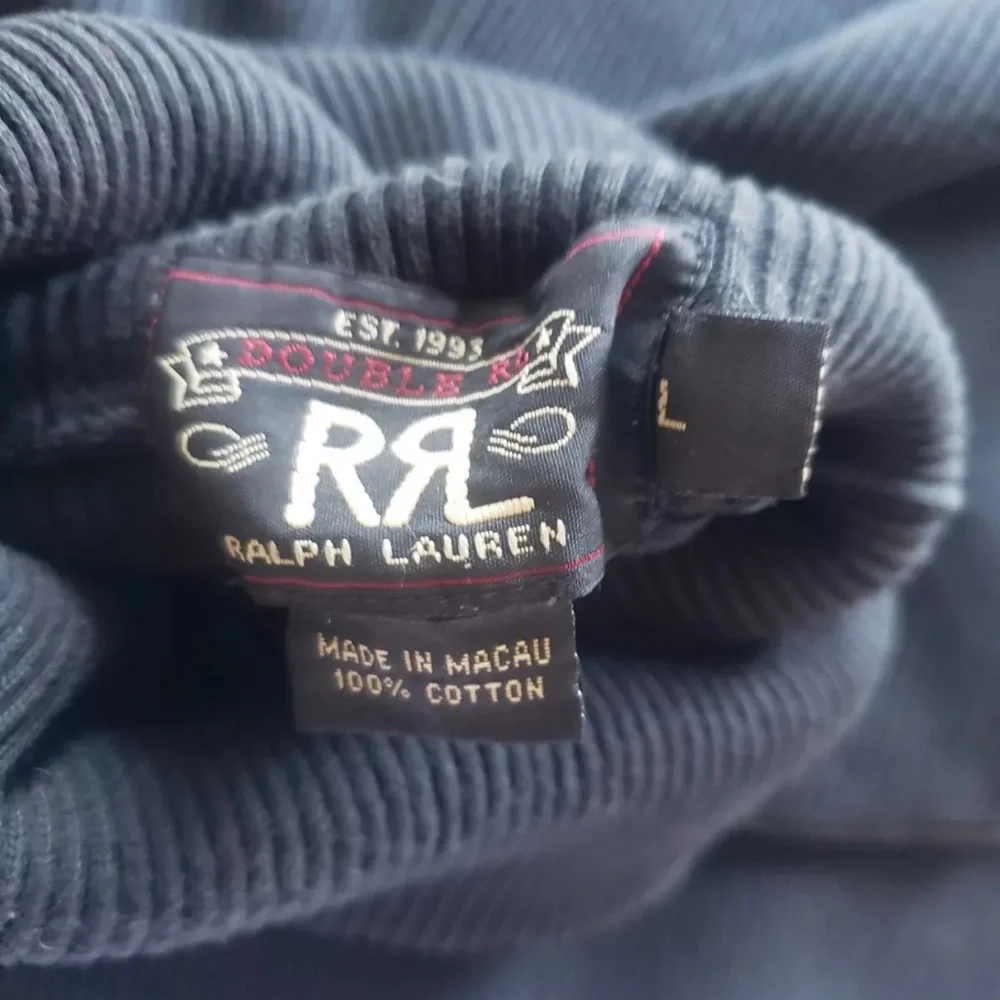 EST. 1993
DOUBLE RL
RRL
RALPH LAUREN
L
MADE IN MACAU
100% COTTON